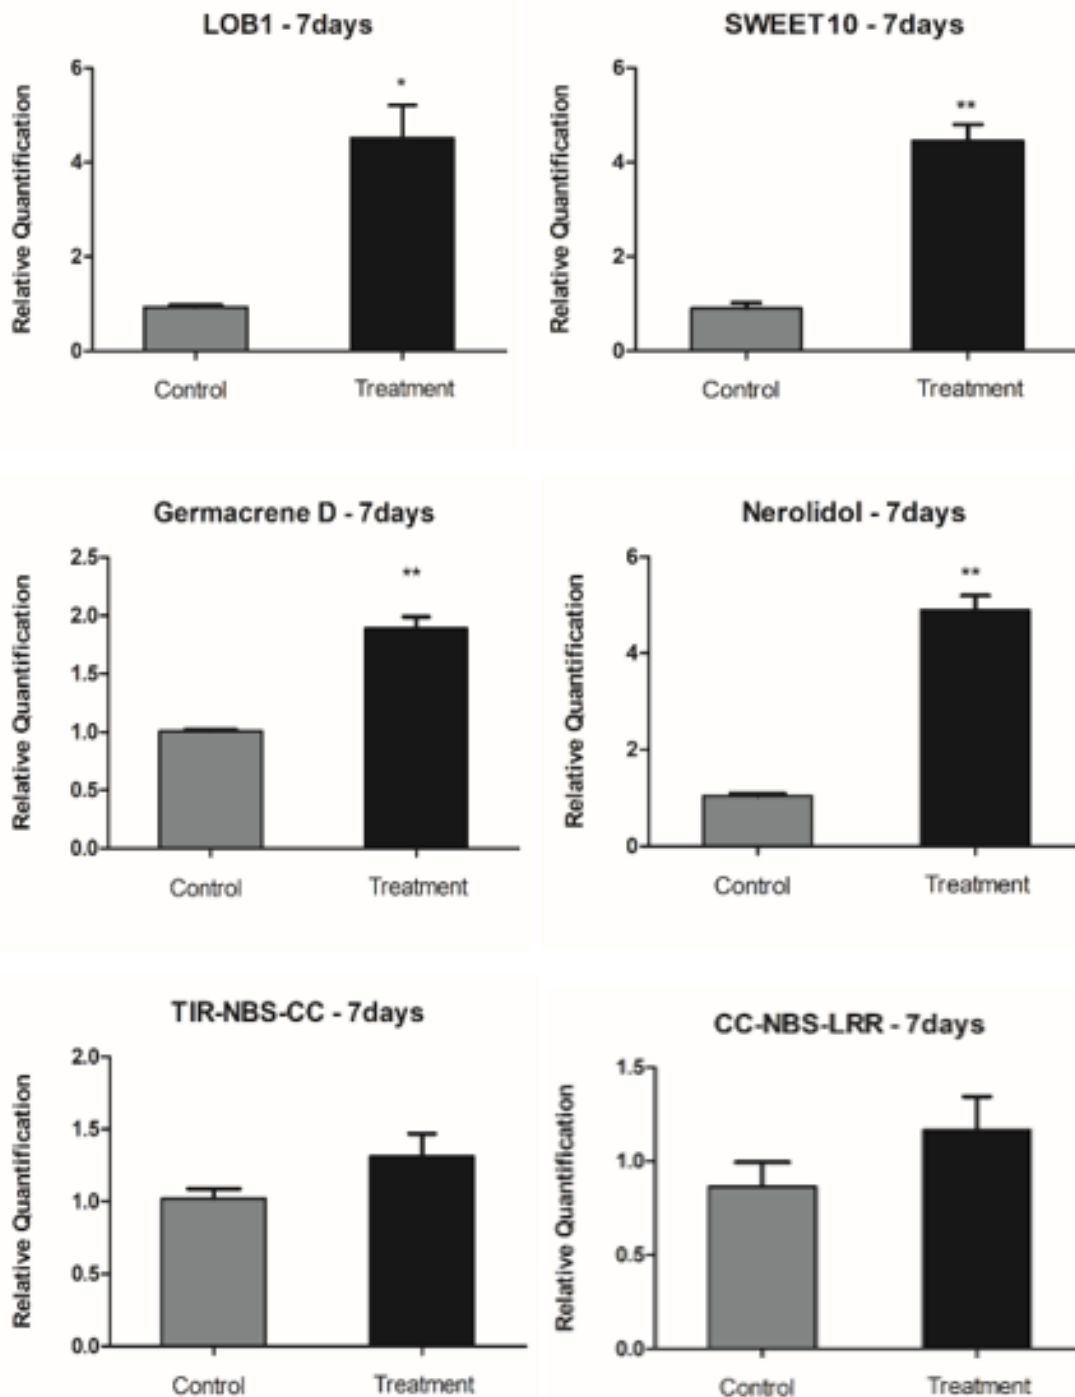 LOB1 - 7days
Relative Quantification
6
*
4
2
0
Control Treatment
SWEET10 - 7days
Relative Quantification
6
**
4
2
0
Control Treatment
Germacrene D - 7days
Relative Quantification
2.5
**
2.0
1.5
1.0
0.5
0.0
Control Treatment
Nerolidol - 7days
Relative Quantification
6
**
4
2
0
Control Treatment
TIR-NBS-CC - 7days
Relative Quantification
2.0
1.5
1.0
0.5
0.0
Control Treatment
CC-NBS-LRR - 7days
Relative Quantification
1.5
1.0
0.5
0.0
Control Treatment